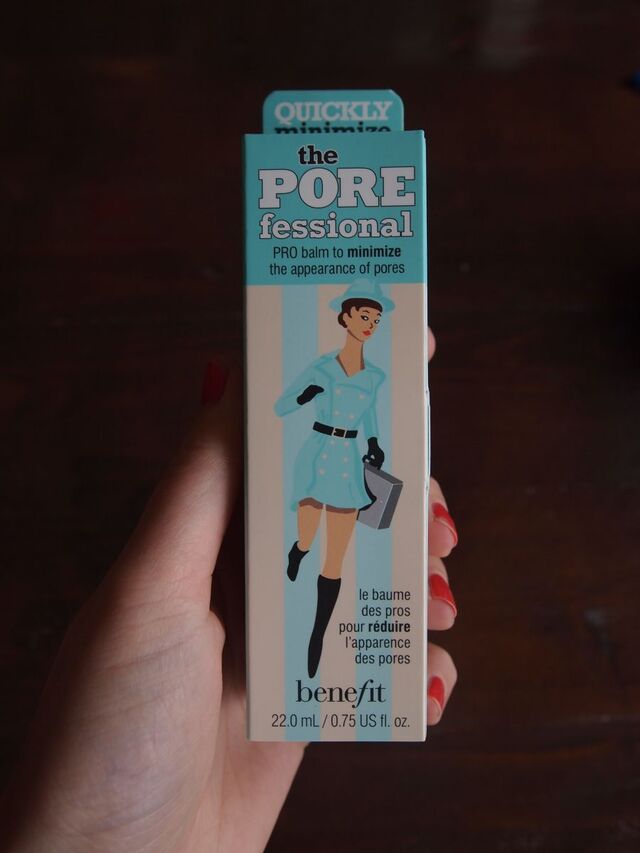 QUICKLY
minimize
the
PORE
fessional
PRO balm to minimize
the appearance of pores
le baume
des pros
pour réduire
l'apparence
des pores
benefit
22.0 mL / 0.75 US fl. oz.